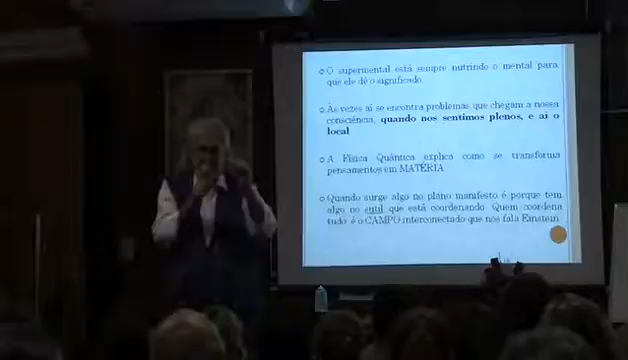 O supermental está sempre nutrindo o mental para
que ele dê o significado.
Às vezes aí se encontra problemas que chegam a nossa
consciência, quando nos sentimos plenos, e aí o
local
A Física Quântica explica como se transforma
pensamentos em MATÉRIA
Quando surge algo no plano manifesto é porque tem
algo no sutil que está coordenando. Quem coordena
tudo é o CAMPO interconectado que nos fala Einstein